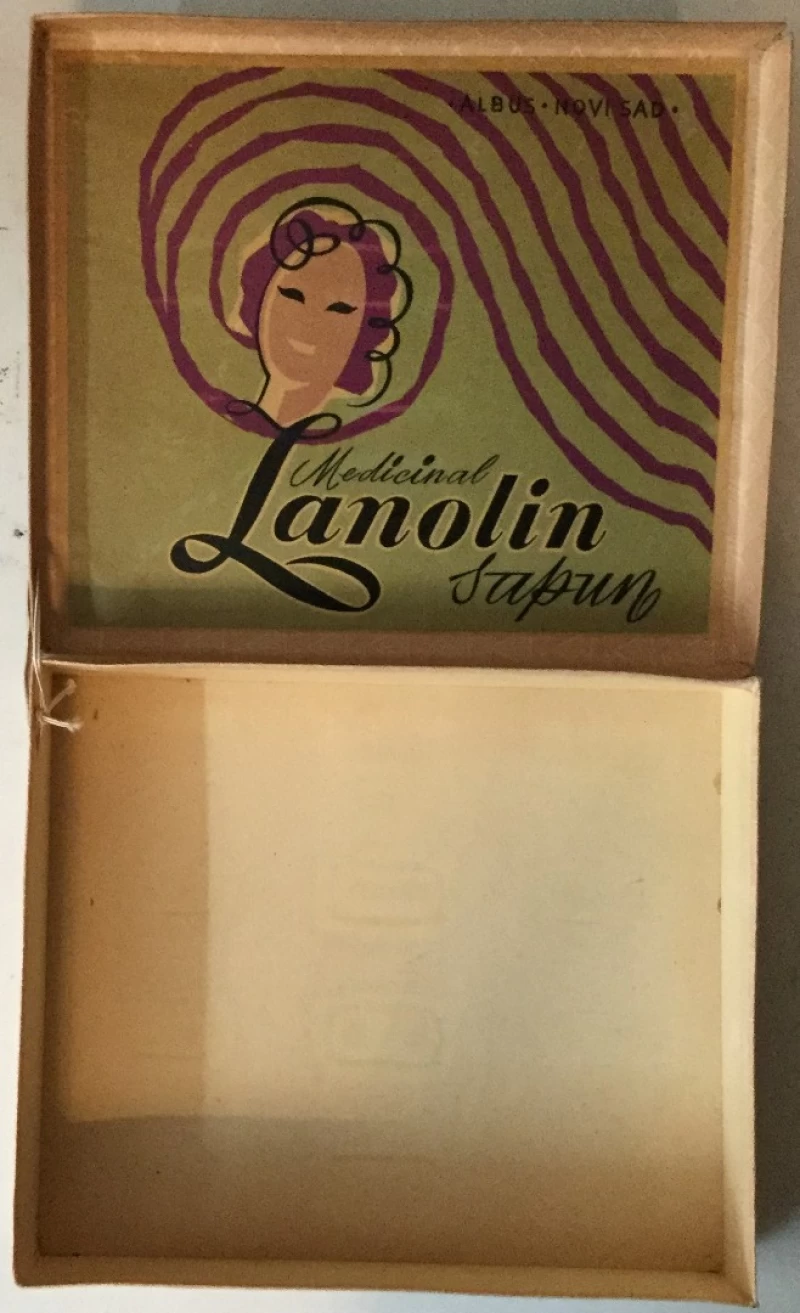 • ALBUS • NOVI SAD •
Medicinal
Lanolin
sapun